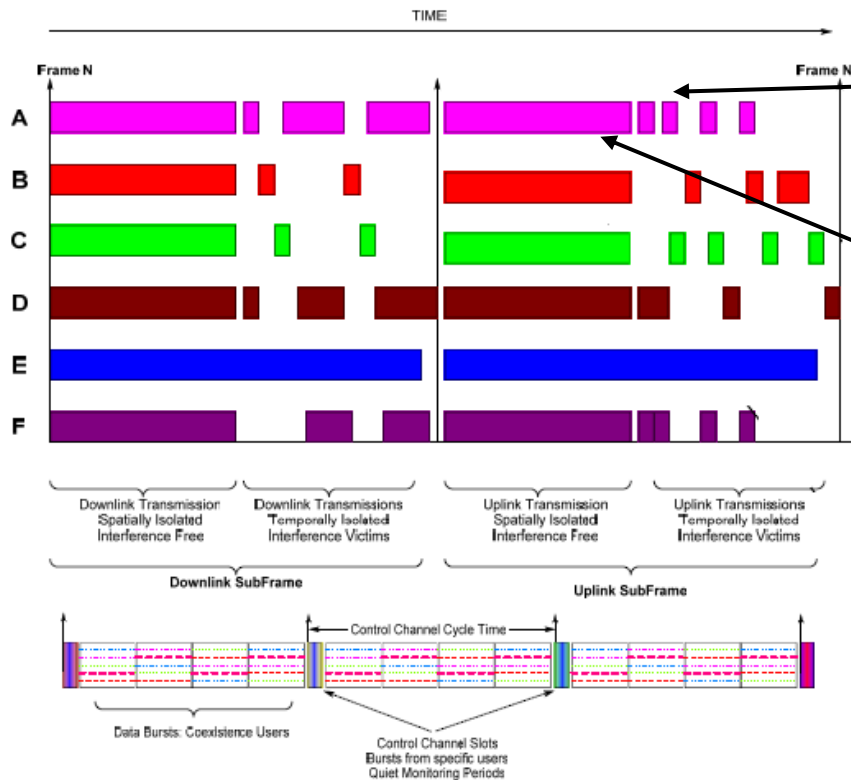 TIME
Frame N
Frame N
A
B
C
D
E
F
Downlink Transmission
Spatially Isolated
Interference Free
Downlink Transmissions
Temporally Isolated
Interference Victims
Uplink Transmission
Spatially Isolated
Interference Free
Uplink Transmissions
Temporally Isolated
Interference Victims
Downlink SubFrame
Uplink SubFrame
Control Channel Cycle Time
Data Bursts: Coexistence Users
Control Channel Slots
Bursts from specific users
Quiet Monitoring Periods